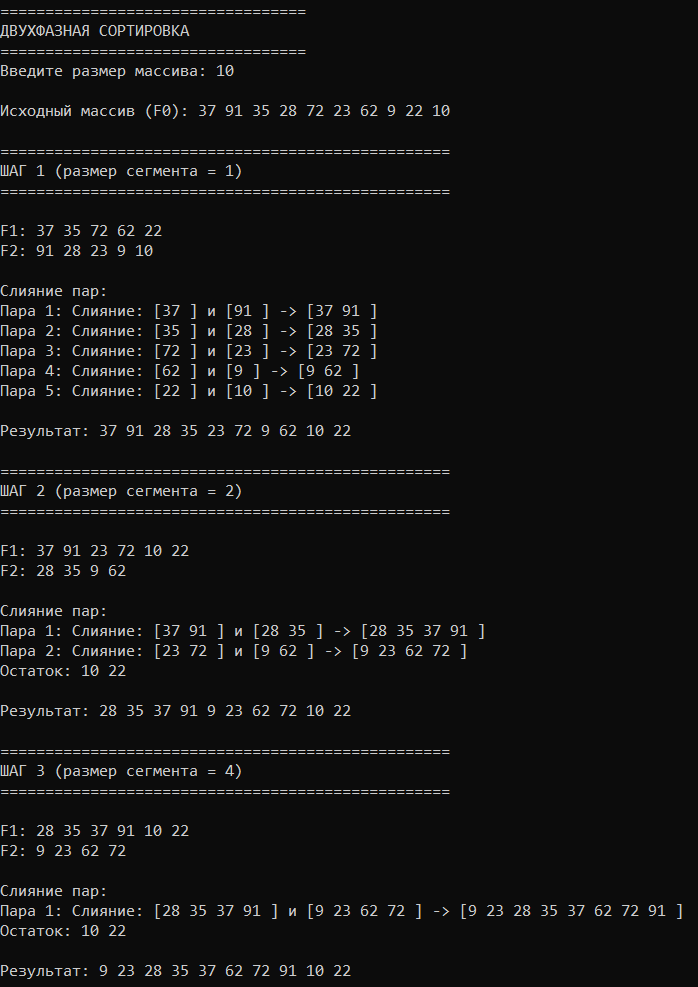 ==================================
ДВУХФАЗНАЯ СОРТИРОВКА
==================================
Введите размер массива: 10
Исходный массив (F0): 37 91 35 28 72 23 62 9 22 10
==================================================
ШАГ 1 (размер сегмента = 1)
==================================================
F1: 37 35 72 62 22
F2: 91 28 23 9 10
Слияние пар:
Пара 1: Слияние: [37 ] и [91 ] -> [37 91 ]
Пара 2: Слияние: [35 ] и [28 ] -> [28 35 ]
Пара 3: Слияние: [72 ] и [23 ] -> [23 72 ]
Пара 4: Слияние: [62 ] и [9 ] -> [9 62 ]
Пара 5: Слияние: [22 ] и [10 ] -> [10 22 ]
Результат: 37 91 28 35 23 72 9 62 10 22
==================================================
ШАГ 2 (размер сегмента = 2)
==================================================
F1: 37 91 23 72 10 22
F2: 28 35 9 62
Слияние пар:
Пара 1: Слияние: [37 91 ] и [28 35 ] -> [28 35 37 91 ]
Пара 2: Слияние: [23 72 ] и [9 62 ] -> [9 23 62 72 ]
Остаток: 10 22
Результат: 28 35 37 91 9 23 62 72 10 22
==================================================
ШАГ 3 (размер сегмента = 4)
==================================================
F1: 28 35 37 91 10 22
F2: 9 23 62 72
Слияние пар:
Пара 1: Слияние: [28 35 37 91 ] и [9 23 62 72 ] -> [9 23 28 35 37 62 72 91 ]
Остаток: 10 22
Результат: 9 23 28 35 37 62 72 91 10 22